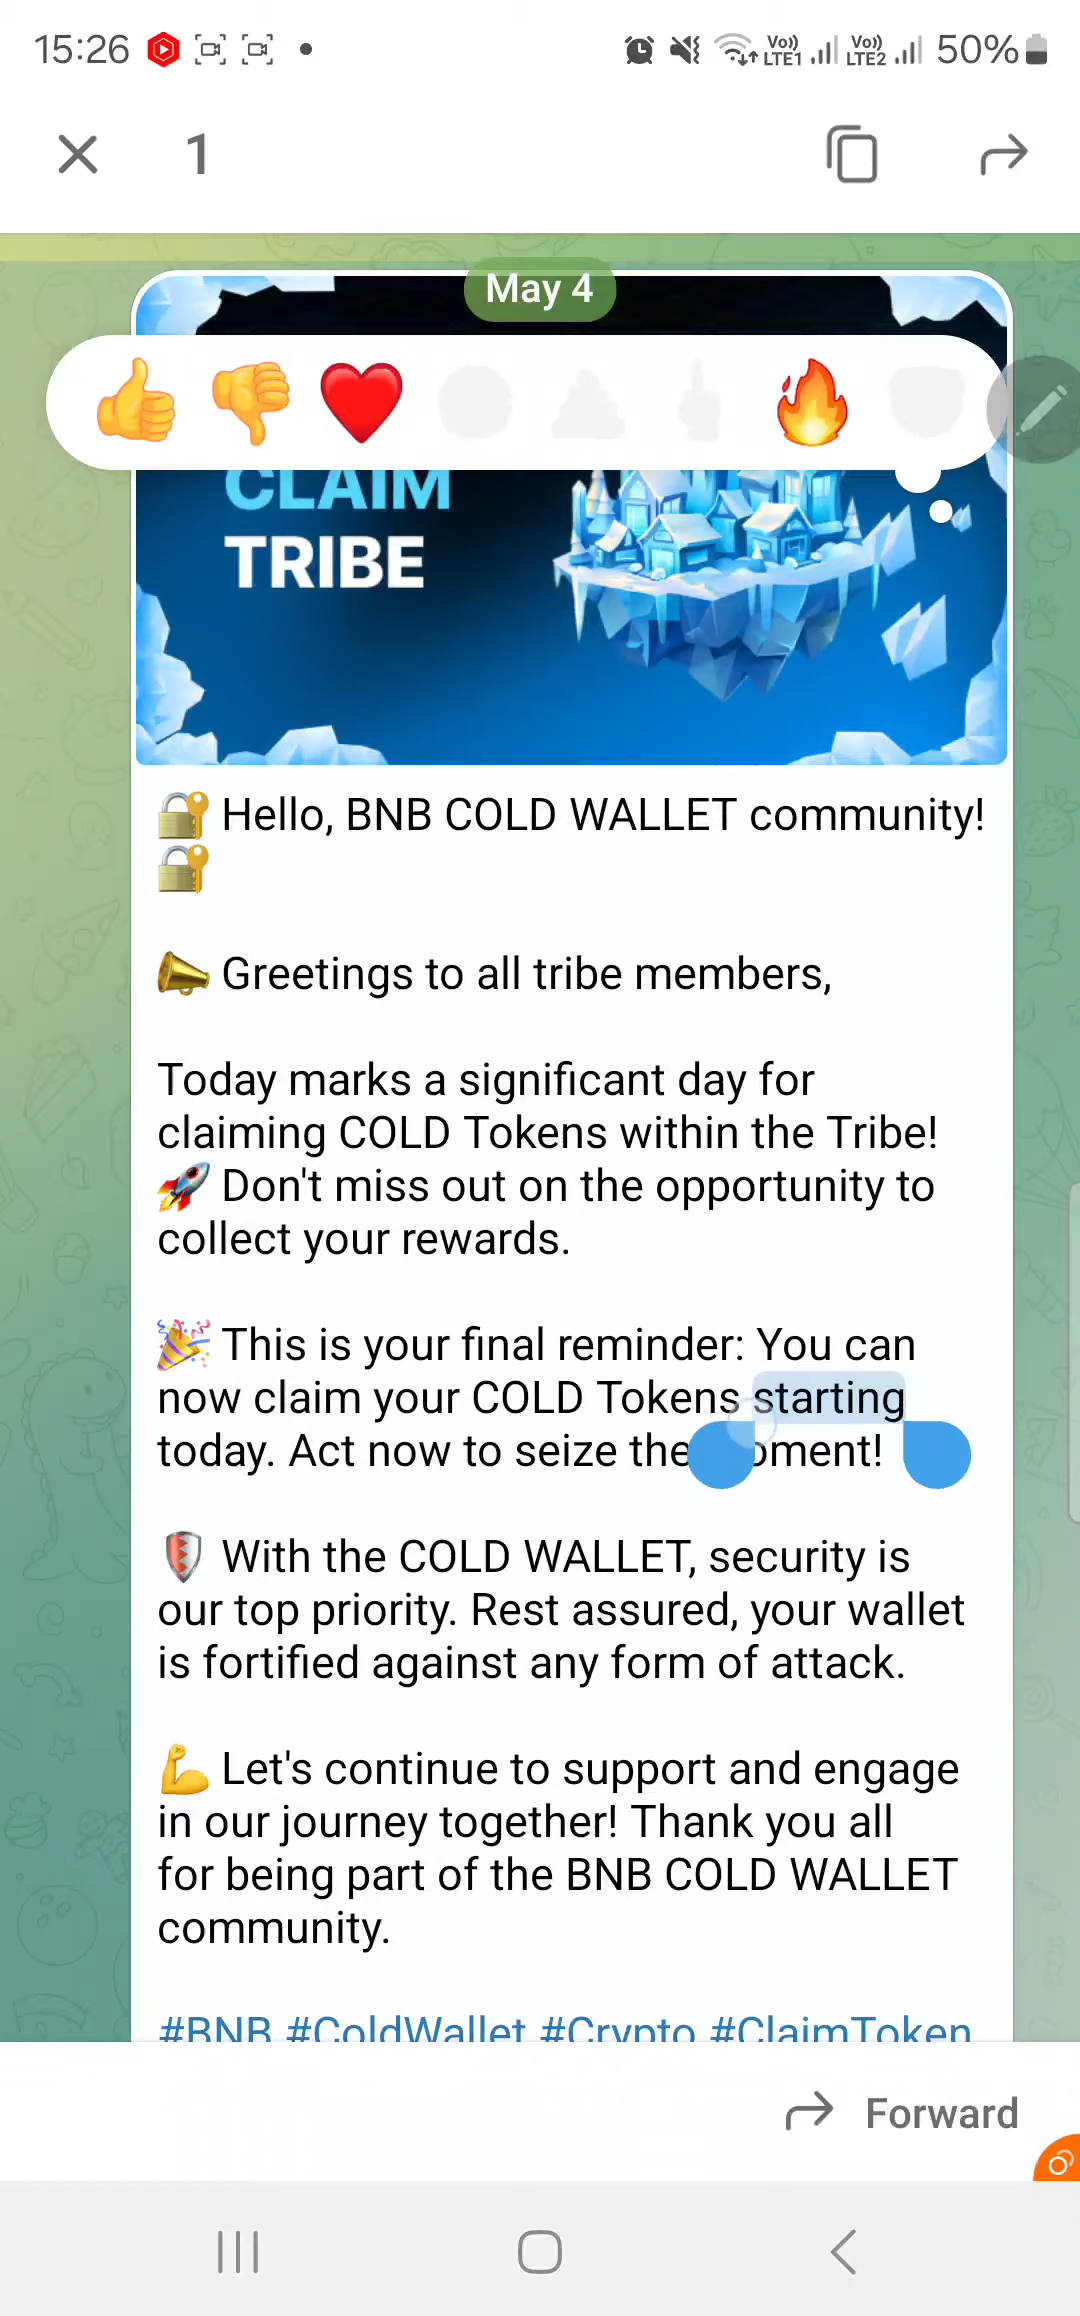 15:26
Vo)) LTE1 Vo)) LTE2 50%
1
May 4
CLAIM
TRIBE
🔐 Hello, BNB COLD WALLET community!
🔐
📣 Greetings to all tribe members,
Today marks a significant day for
claiming COLD Tokens within the Tribe!
🚀 Don't miss out on the opportunity to
collect your rewards.
🎉 This is your final reminder: You can
now claim your COLD Tokens starting
today. Act now to seize the moment!
🛡 With the COLD WALLET, security is
our top priority. Rest assured, your wallet
is fortified against any form of attack.
💪 Let's continue to support and engage
in our journey together! Thank you all
for being part of the BNB COLD WALLET
community.
#BNB #ColdWallet #Crypto #ClaimToken
Forward